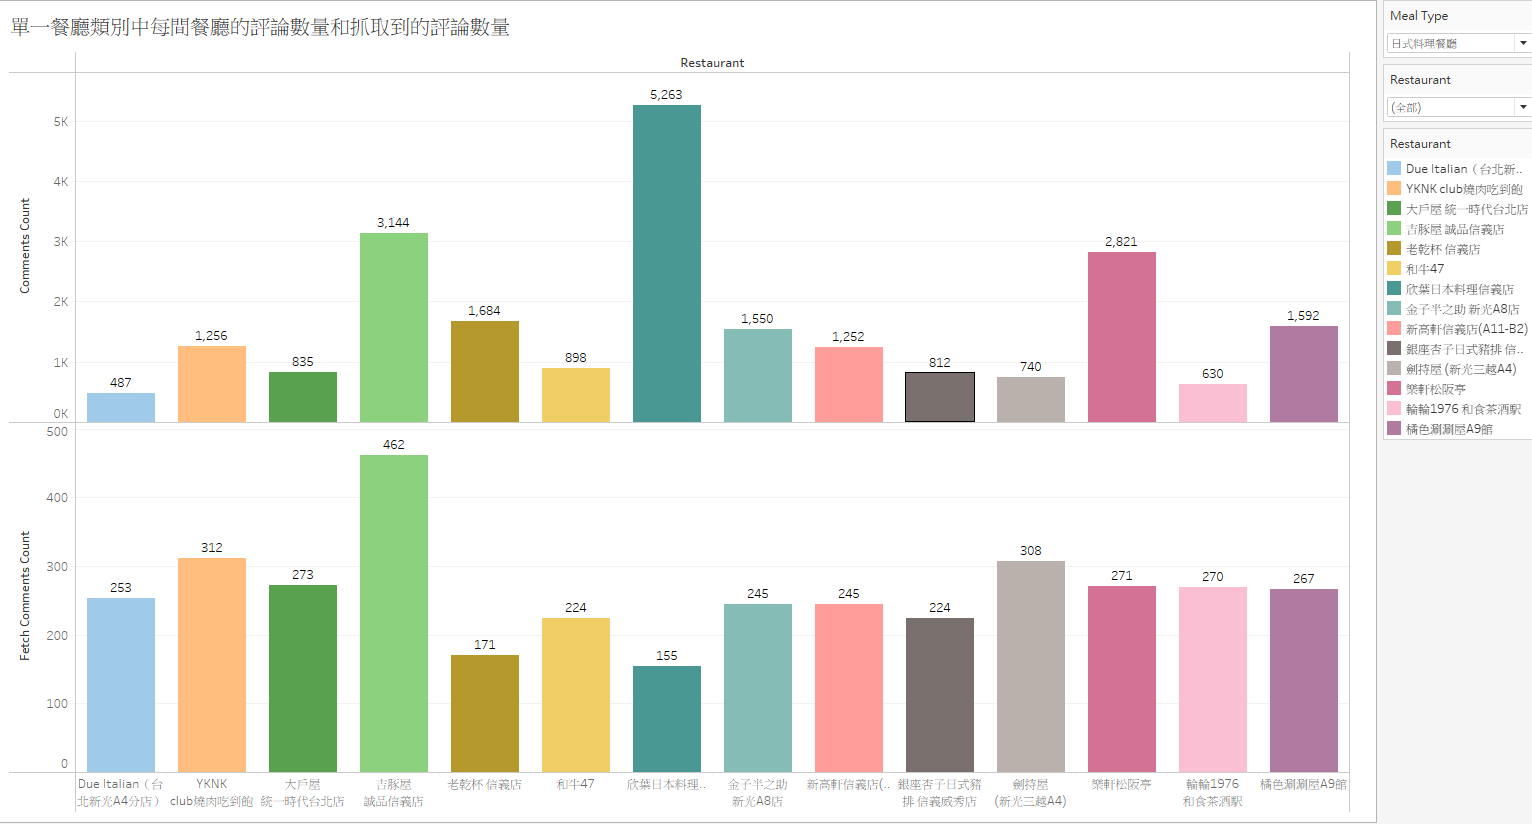 單一餐廳類別中每間餐廳的評論數量和抓取到的評論數量
Restaurant
Comments Count
5K
4K
3K
2K
1K
0K
487
1,256
835
3,144
1,684
898
5,263
1,550
1,252
812
740
2,821
630
1,592
Fetch Comments Count
500
400
300
200
100
0
253
312
273
462
171
224
155
245
245
224
308
271
270
267
Due Italian（台
北新光A4分店）
YKNK
club燒肉吃到飽
大戶屋
統一時代台北店
吉豚屋
誠品信義店
老乾杯 信義店
和牛47
欣葉日本料理..
金子半之助
新光A8店
新高軒信義店(..
銀座杏子日式豬
排 信義威秀店
劍持屋
(新光三越A4)
樂軒松阪亭
輪輪1976
和食茶酒駅
橘色涮涮屋A9館
Meal Type
日式料理餐廳
Restaurant
(全部)
Restaurant
Due Italian（台北新..
YKNK club燒肉吃到飽
大戶屋 統一時代台北店
吉豚屋 誠品信義店
老乾杯 信義店
和牛47
欣葉日本料理信義店
金子半之助 新光A8店
新高軒信義店(A11-B2)
銀座杏子日式豬排 信..
劍持屋 (新光三越A4)
樂軒松阪亭
輪輪1976 和食茶酒駅
橘色涮涮屋A9館